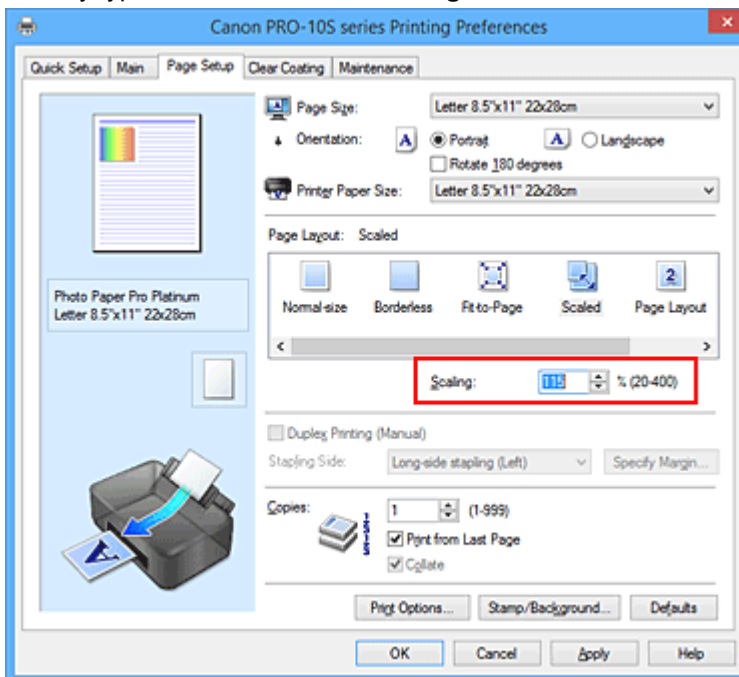 Canon PRO-10S series Printing Preferences
Quick Setup Main Page Setup Clear Coating Maintenance
Page Size: Letter 8.5"x11" 22x28cm
Orientation: A Portrait A Landscape
Rotate 180 degrees
Printer Paper Size: Letter 8.5"x11" 22x28cm
Page Layout: Scaled
Photo Paper Pro Platinum
Letter 8.5"x11" 22x28cm
2
Normal-size Borderless Fit-to-Page Scaled Page Layout
Scaling: 115 % (20-400)
Duplex Printing (Manual)
Stapling Side: Long-side stapling (Left) Specify Margin...
Copies: 1 (1-999)
Print from Last Page
Collate
A
Print Options... Stamp/Background... Defaults
OK Cancel Apply Help